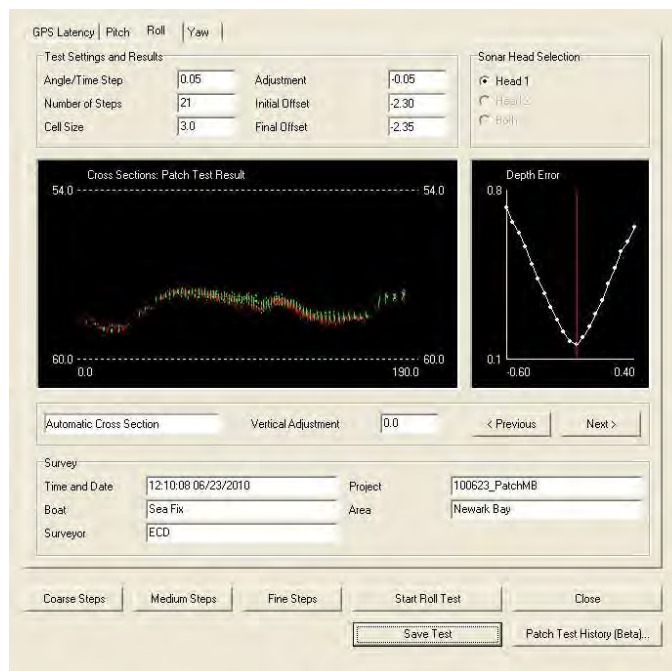 GPS Latency Pitch Roll Yaw
Test Settings and Results
Angle/Time Step 0.05 Adjustment -0.05
Number of Steps 21 Initial Offset -2.30
Cell Size 3.0 Final Offset -2.35
Sonar Head Selection
Head 1
Head 2
Both
Cross Sections: Patch Test Result
54.0 54.0
60.0 60.0
0.0 190.0
Depth Error
0.8
0.1
-0.60 0.40
Automatic Cross Section Vertical Adjustment 0.0 < Previous Next >
Survey
Time and Date 12:10:08 06/23/2010 Project 100623_PatchMB
Boat Sea Fix Area Newark Bay
Surveyor ECD
Coarse Steps Medium Steps Fine Steps Start Roll Test Close
Save Test Patch Test History (Beta)...